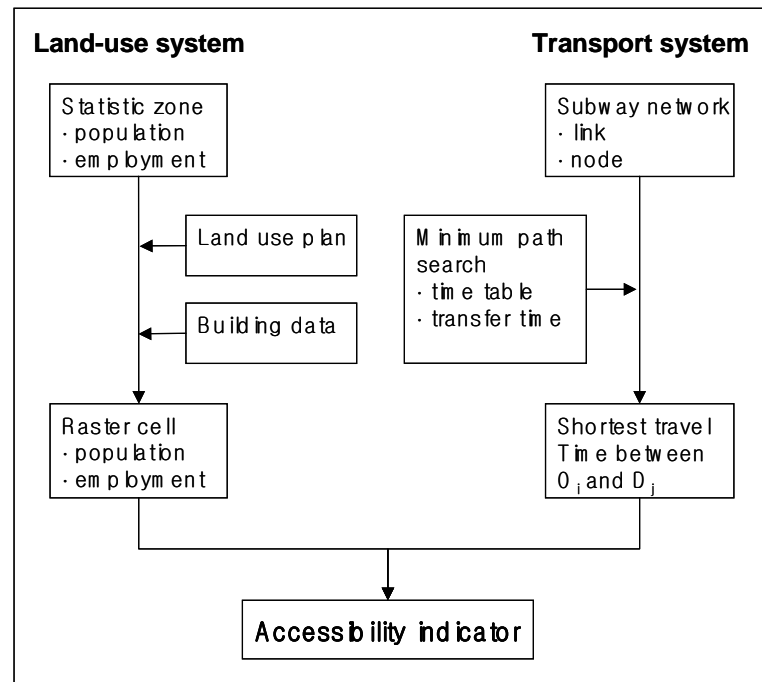 Land-use system
Transport system
Statistic zone
· population
· employment
Subway network
· link
· node
Land use plan
Minimum path
search
· time table
· transfer time
Building data
Raster cell
· population
· employment
Shortest travel
Time between
O i and D j
Accessibility indicator